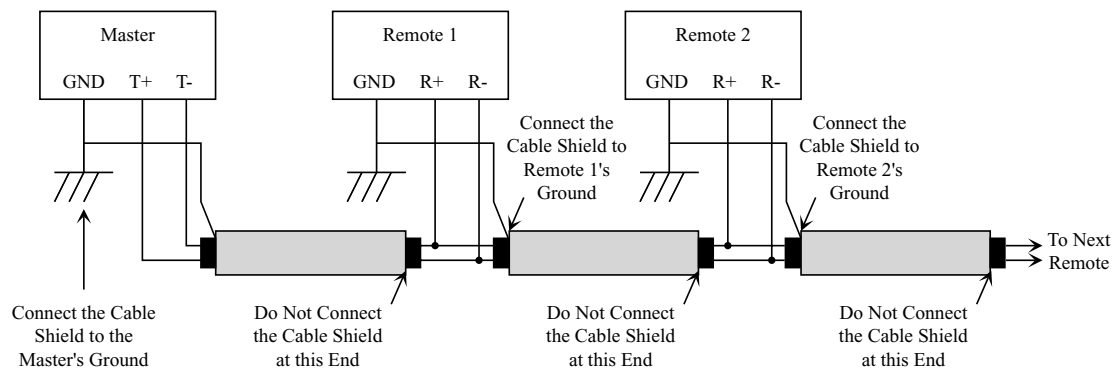 Master
GND T+ T-
Remote 1
GND R+ R-
Remote 2
GND R+ R-
Connect the
Cable Shield to
Remote 1's
Ground
Connect the
Cable Shield to
Remote 2's
Ground
To Next
Remote
Connect the Cable
Shield to the
Master's Ground
Do Not Connect
the Cable Shield
at this End
Do Not Connect
the Cable Shield
at this End
Do Not Connect
the Cable Shield
at this End